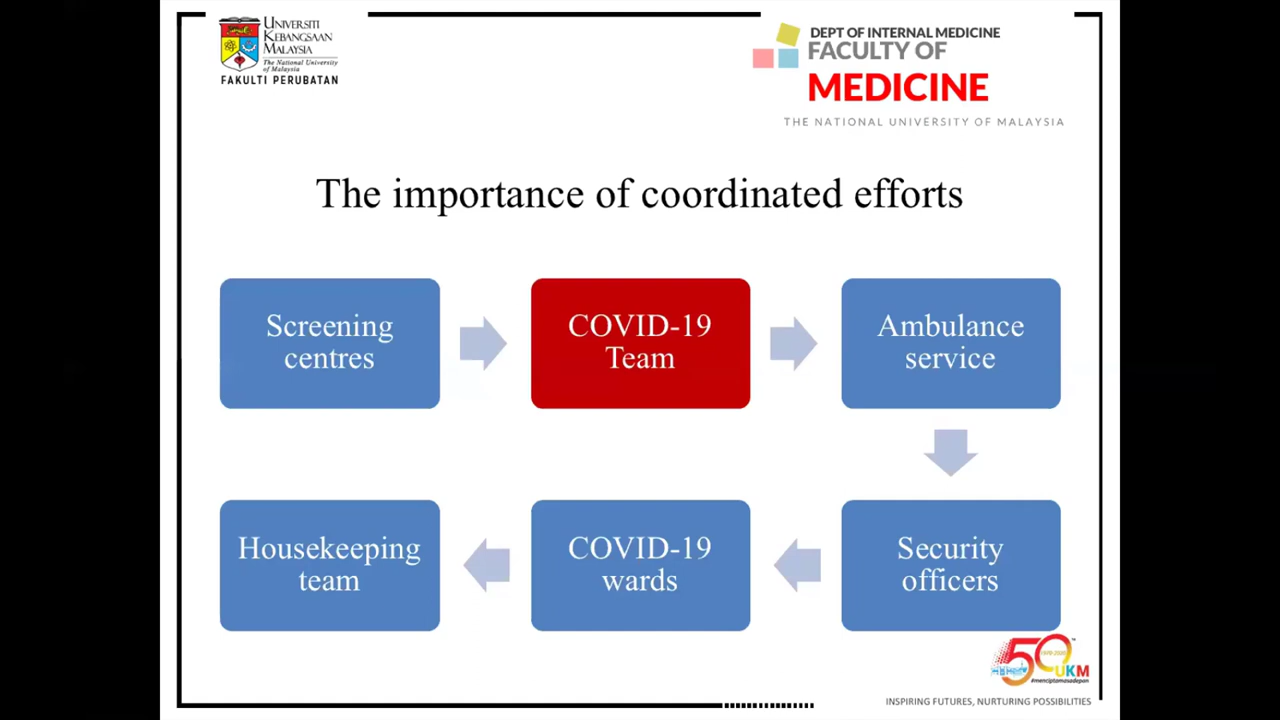 UNIVERSITI
KEBANGSAAN
MALAYSIA
The National University
of Malaysia
FAKULTI PERUBATAN
DEPT OF INTERNAL MEDICINE
FACULTY OF
MEDICINE
THE NATIONAL UNIVERSITY OF MALAYSIA
The importance of coordinated efforts
Screening
centres
COVID-19
Team
Ambulance
service
Security
officers
COVID-19
wards
Housekeeping
team
50
UKM
#menciptamasadepan
INSPIRING FUTURES, NURTURING POSSIBILITIES